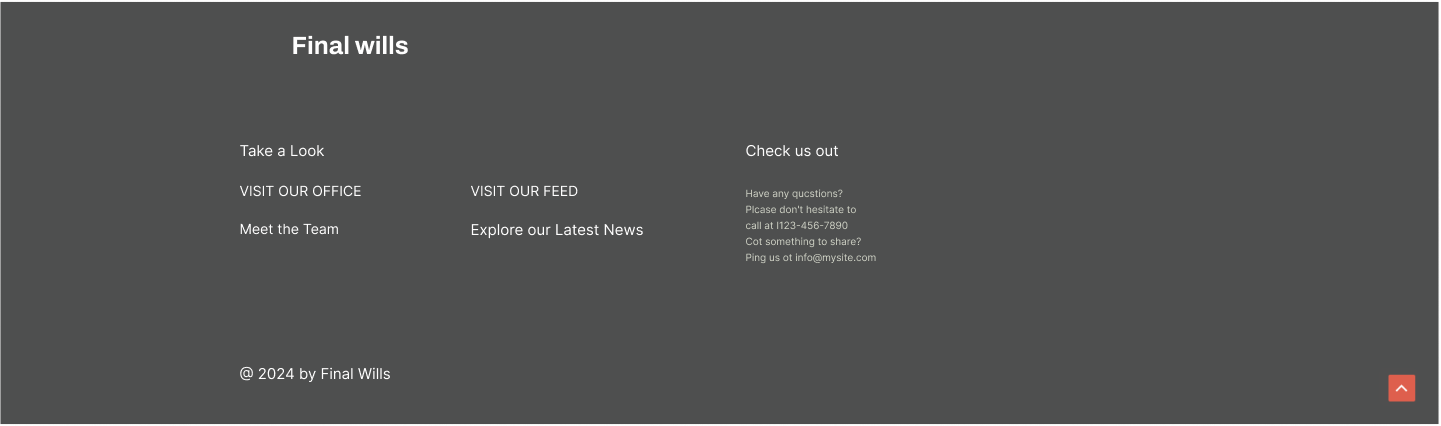 Final wills
Take a Look
Check us out
VISIT OUR OFFICE
VISIT OUR FEED
Meet the Team
Explore our Latest News
Have any qucstions?
Plcase don't hesitate to
call at l123-456-7890
Cot something to share?
Ping us ot info@mysite.com
@ 2024 by Final Wills